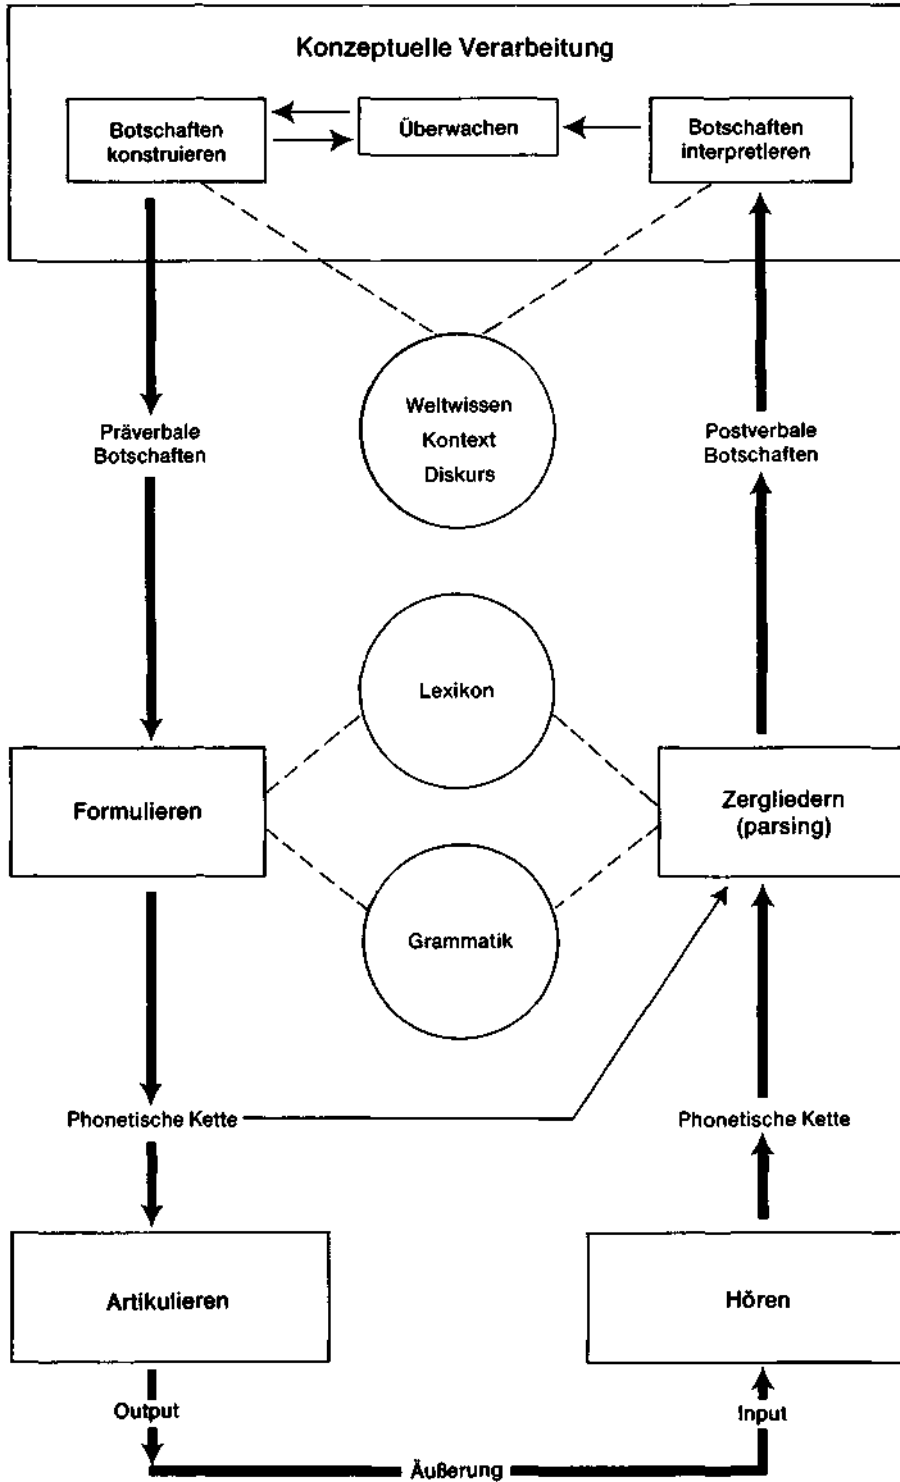 Konzeptuelle Verarbeitung
Botschaften
konstruieren
Überwachen
Botschaften
interpretieren
Weltwissen
Kontext
Diskurs
Präverbale
Botschaften
Postverbale
Botschaften
Lexikon
Formulieren
Zergliedern
(parsing)
Grammatik
Phonetische Kette
Phonetische Kette
Artikulieren
Hören
Output
Input
Äußerung